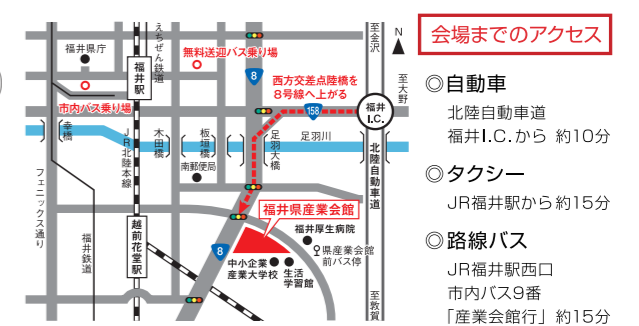 会場までのアクセス
◎自動車
北陸自動車道
福井I.C.から 約10分
◎タクシー
JR福井駅から約15分
◎路線バス
JR福井駅西口
市内バス9番
「産業会館行」約15分
福井県庁
福井駅
えちぜん鉄道
無料送迎バス乗り場
市内バス乗り場
8
西方交差点陸橋を
8号線へ上がる
158
至金沢
N
至大野
福井
I.C.
幸橋
JR北陸本線
木田橋
板垣橋
南郵便局
足羽大橋
足羽川
北陸自動車道
フェニックス通り
福井鉄道
越前花堂駅
福井県産業会館
福井厚生病院
県産業会館
前バス停
8
中小企業
産業大学校
生活
学習館
至敦賀